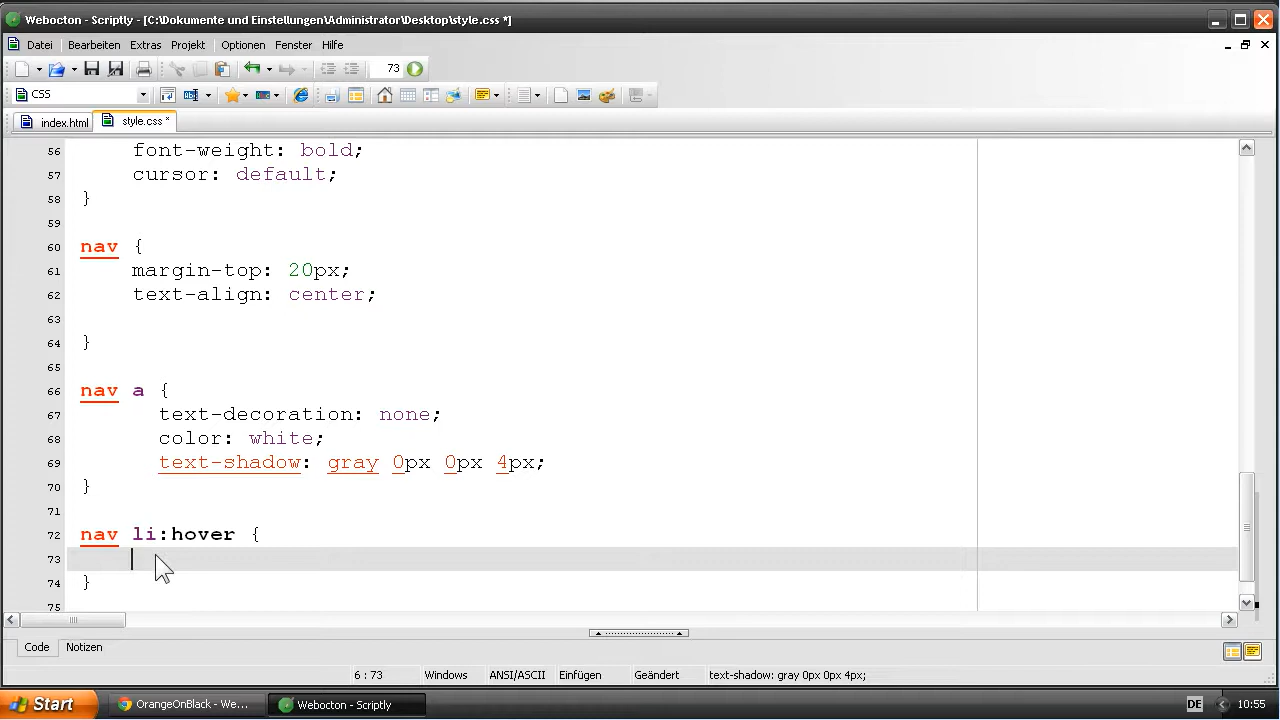 Webocton - Scriptly - [C:\Dokumente und Einstellungen\Administrator\Desktop\style.css *]
Datei Bearbeiten Extras Projekt Optionen Fenster Hilfe
73
CSS
index.html style.css *
56 font-weight: bold;
57 cursor: default;
58 }
59
60 nav {
61 margin-top: 20px;
62 text-align: center;
63
64 }
65
66 nav a {
67 text-decoration: none;
68 color: white;
69 text-shadow: gray 0px 0px 4px;
70 }
71
72 nav li:hover {
73
74 }
75
Code Notizen
6 : 73 Windows ANSI/ASCII Einfügen Geändert text-shadow: gray 0px 0px 4px;
Start OrangeOnBlack - We... Webocton - Scriptly DE 10:55